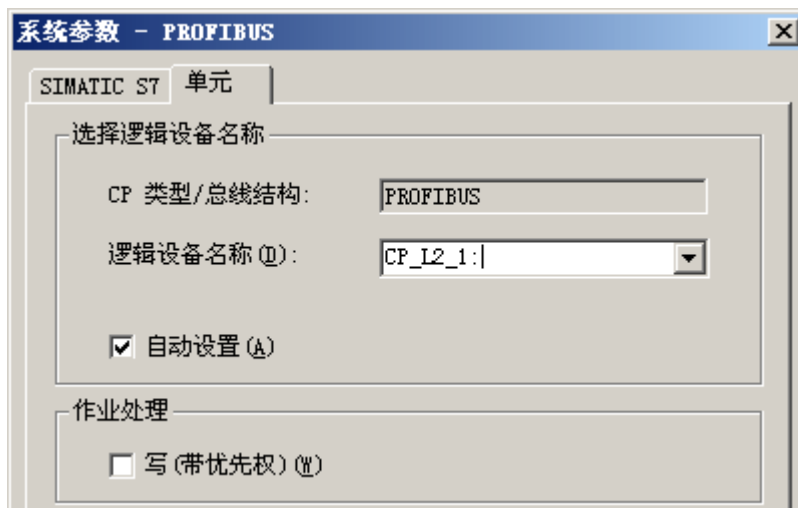 系统参数 - PROFIBUS
SIMATIC S7 单元
选择逻辑设备名称
CP 类型/总线结构: PROFIBUS
逻辑设备名称(D): CP_L2_1:
自动设置(A)
作业处理
写(带优先权)(W)